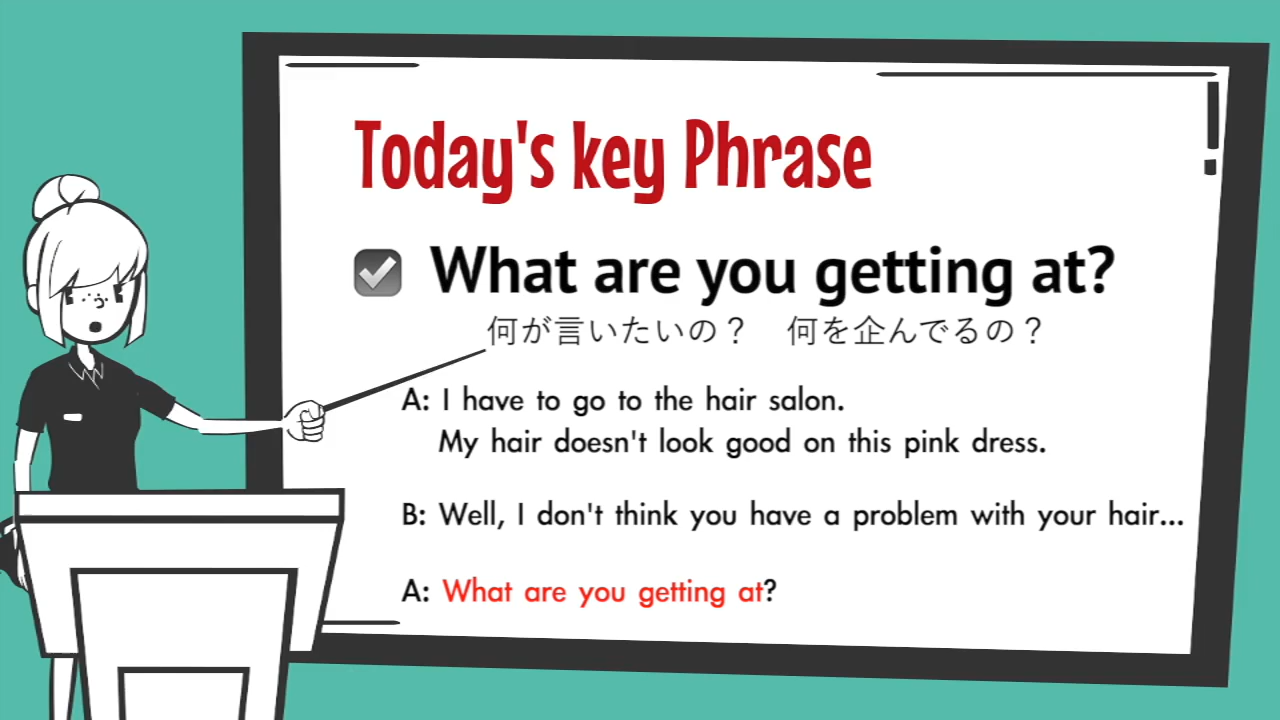 Today's key Phrase
What are you getting at?
何が言いたいの？　何を企んでるの？
A: I have to go to the hair salon.
My hair doesn't look good on this pink dress.
B: Well, I don't think you have a problem with your hair...
A: What are you getting at?